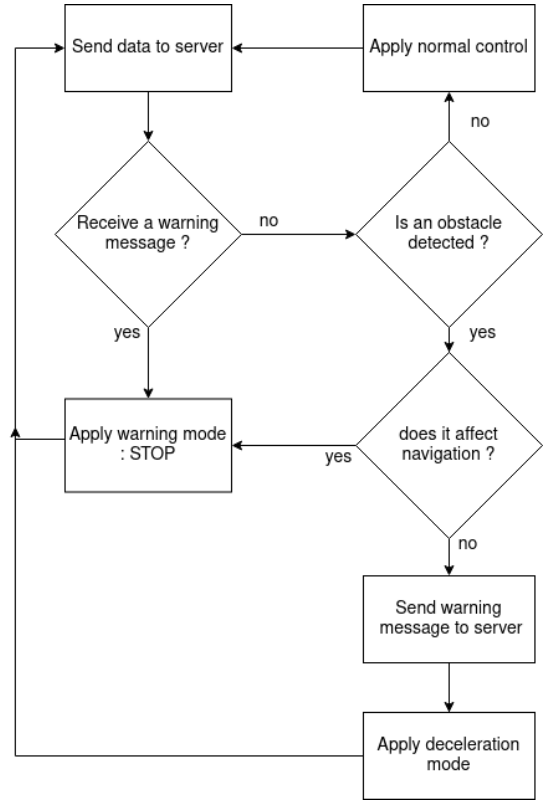 Send data to server
Apply normal control
no
Receive a warning
message ?
no
Is an obstacle
detected ?
yes
yes
Apply warning mode
: STOP
does it affect
navigation ?
yes
no
Send warning
message to server
Apply deceleration
mode